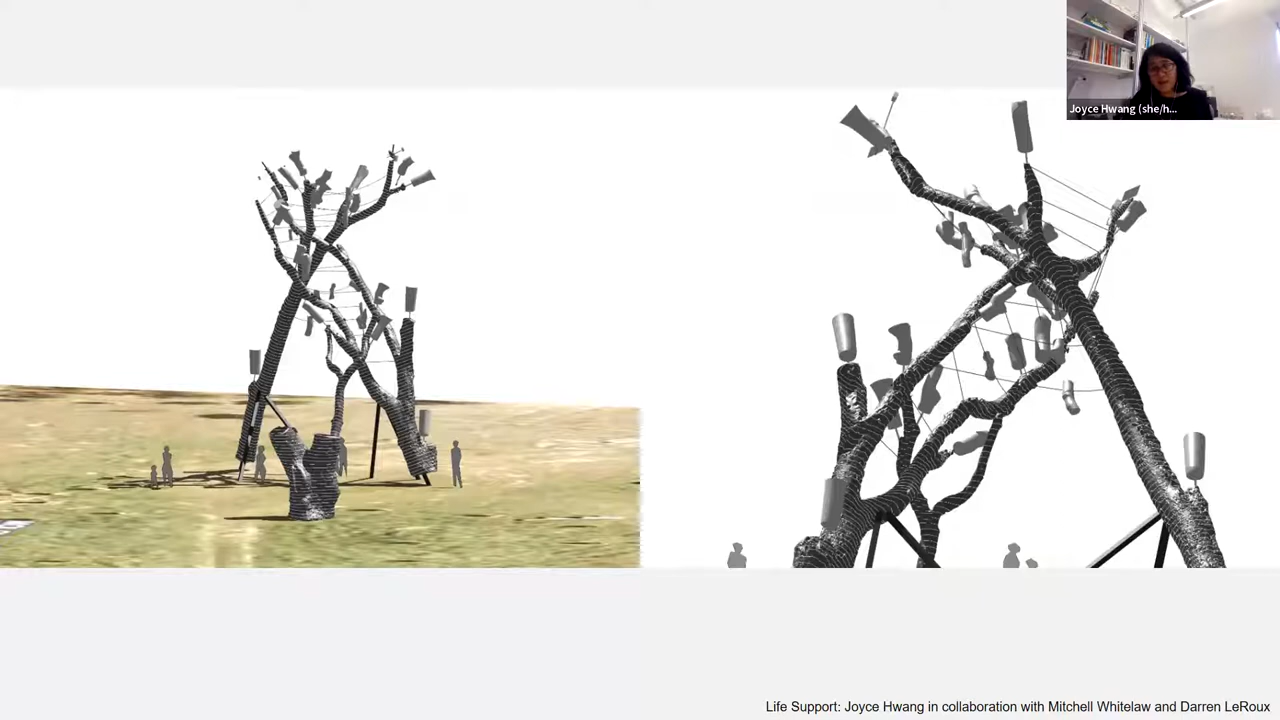 Joyce Hwang (she/h...
Life Support: Joyce Hwang in collaboration with Mitchell Whitelaw and Darren LeRoux